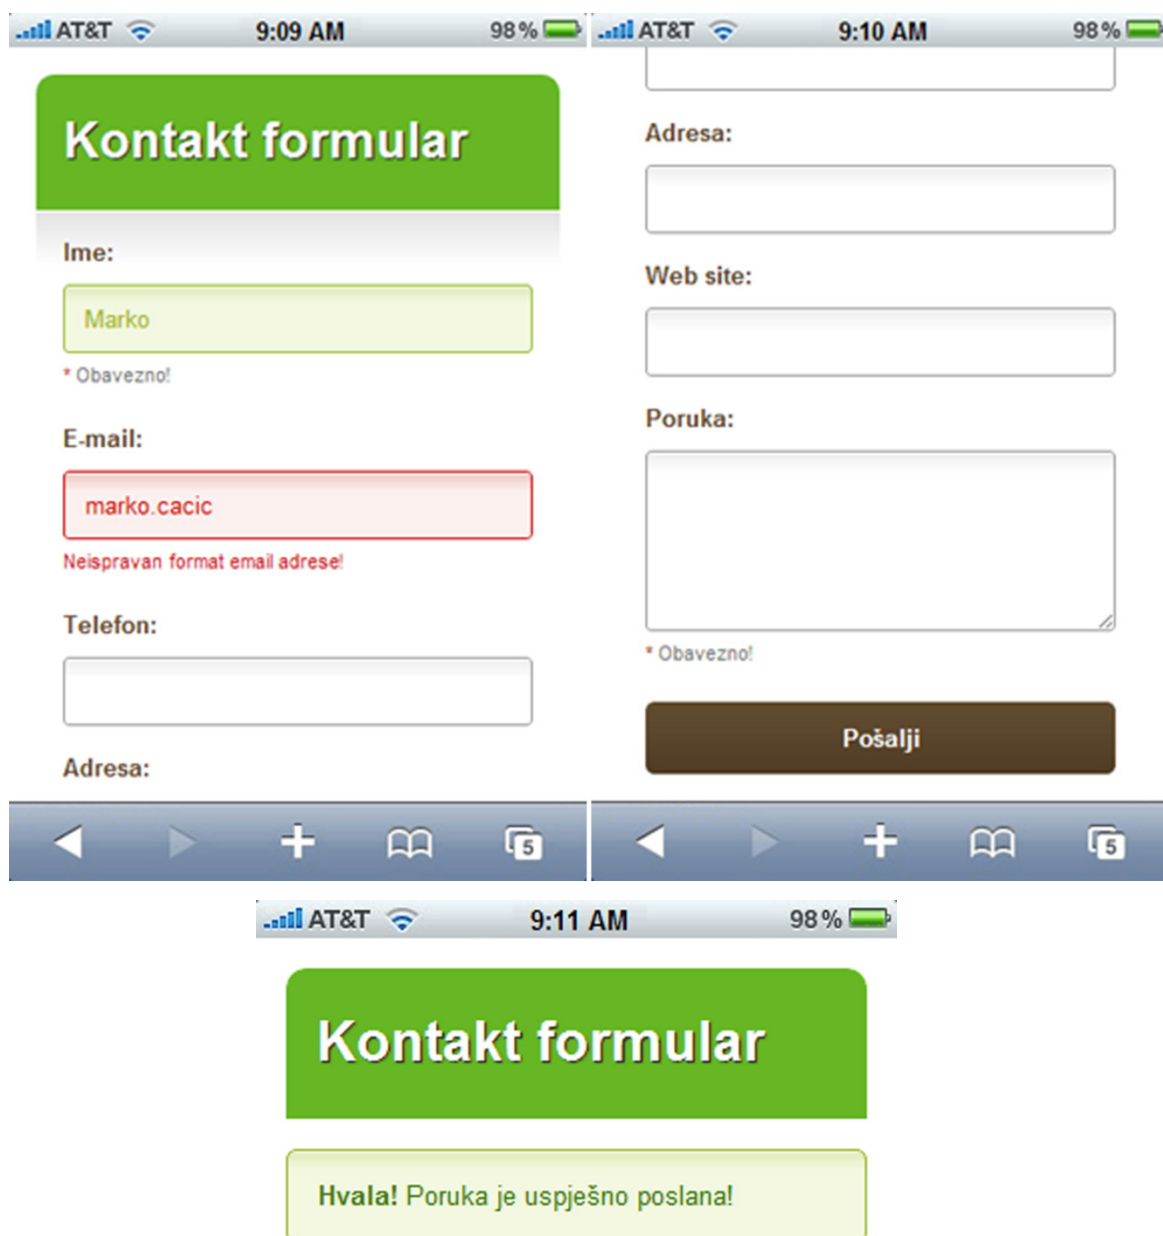 AT&T 9:09 AM 98%
Kontakt formular
Ime:
Marko
* Obavezno!
E-mail:
marko.cacic
Neispravan format email adrese!
Telefon:
Adresa:
5
AT&T 9:10 AM 98%
Adresa:
Web site:
Poruka:
* Obavezno!
Pošalji
5
AT&T 9:11 AM 98%
Kontakt formular
Hvala! Poruka je uspješno poslana!